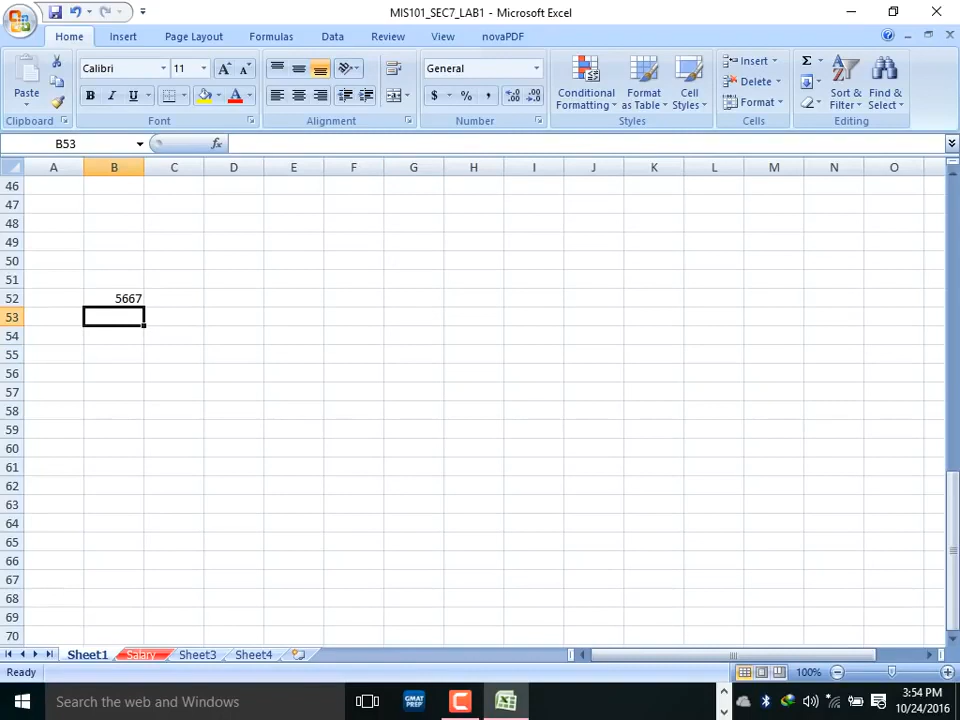 MIS101_SEC7_LAB1 - Microsoft Excel
Home Insert Page Layout Formulas Data Review View novaPDF
Paste
Clipboard
Calibri 11
B I U
Font
Alignment
General
$ % ,
Number
Conditional Formatting
Format as Table
Cell Styles
Styles
Insert
Delete
Format
Cells
Σ
Sort & Filter
Find & Select
Editing
B53 fx
A B C D E F G H I J K L M N O
46
47
48
49
50
51
52 5667
53
54
55
56
57
58
59
60
61
62
63
64
65
66
67
68
69
70
Sheet1 Salary Sheet3 Sheet4
Ready 100%
Search the web and Windows
GMAT PREP
3:54 PM
10/24/2016